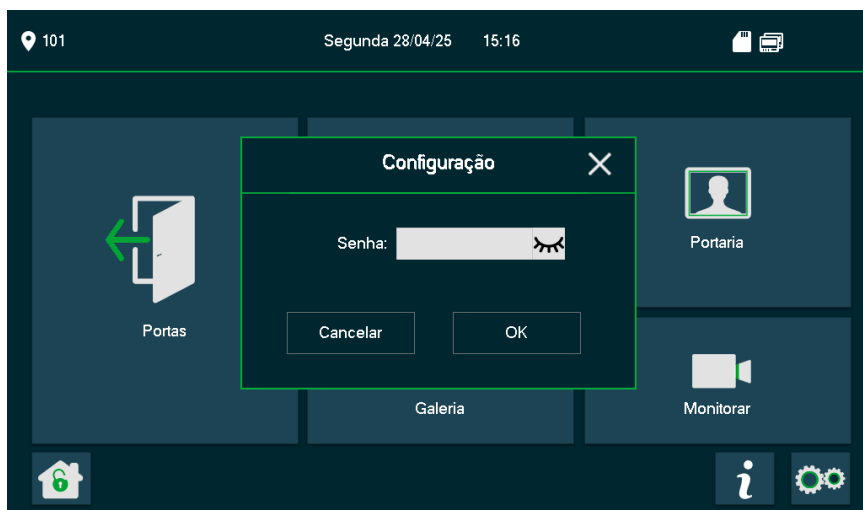 101 Segunda 28/04/25 15:16
Configuração
Senha:
Cancelar OK
Portas
Galeria
Portaria
Monitorar